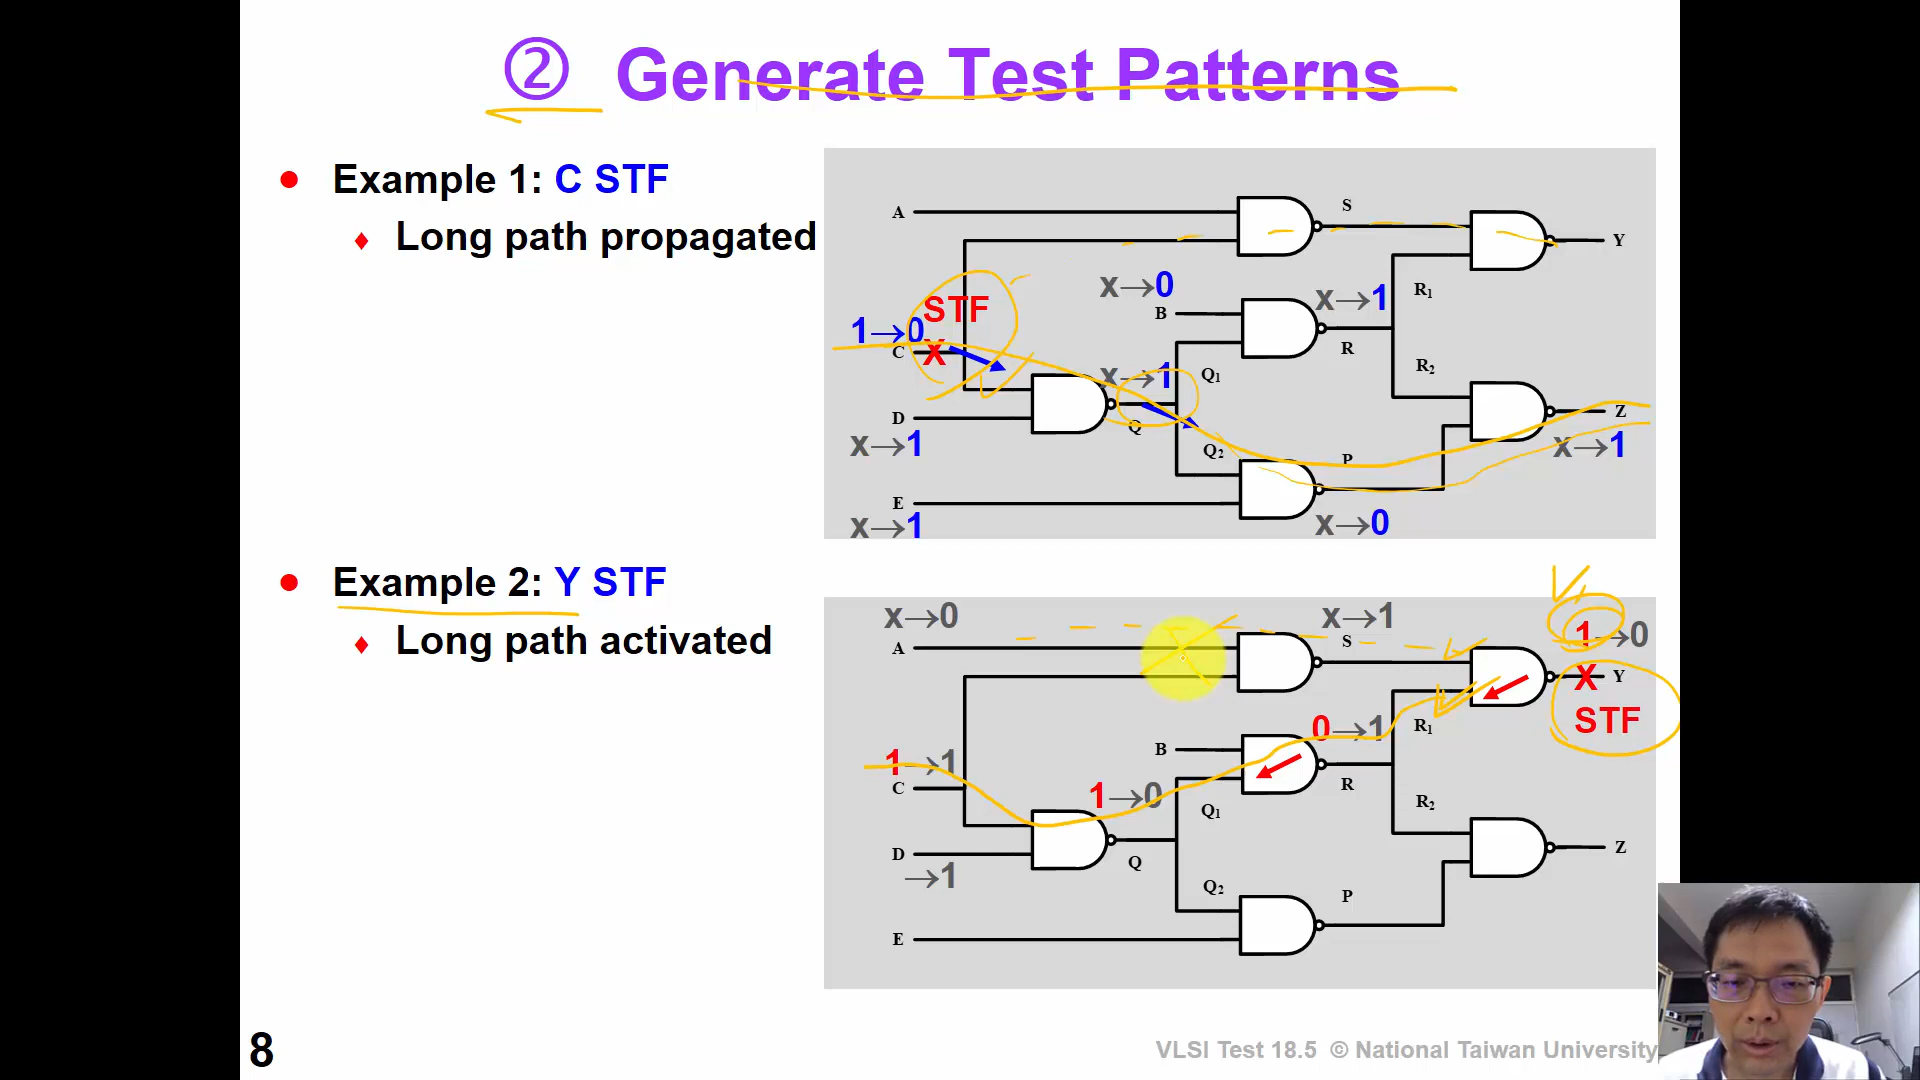 ② Generate Test Patterns
• Example 1: C STF
♦ Long path propagated
A
S
Y
x→0
B
x→1
R₁
STF
1→0
C
X
R
x→1
Q₁
R₂
D
Q
Z
x→1
Q₂
P
x→1
E
x→1
x→0
• Example 2: Y STF
♦ Long path activated
x→0
x→1
1→0
A
S
X
Y
STF
0→1
R₁
B
1→1
C
R
1→0
Q₁
R₂
D
Q
Z
→1
Q₂
P
E
8
VLSI Test 18.5 © National Taiwan University